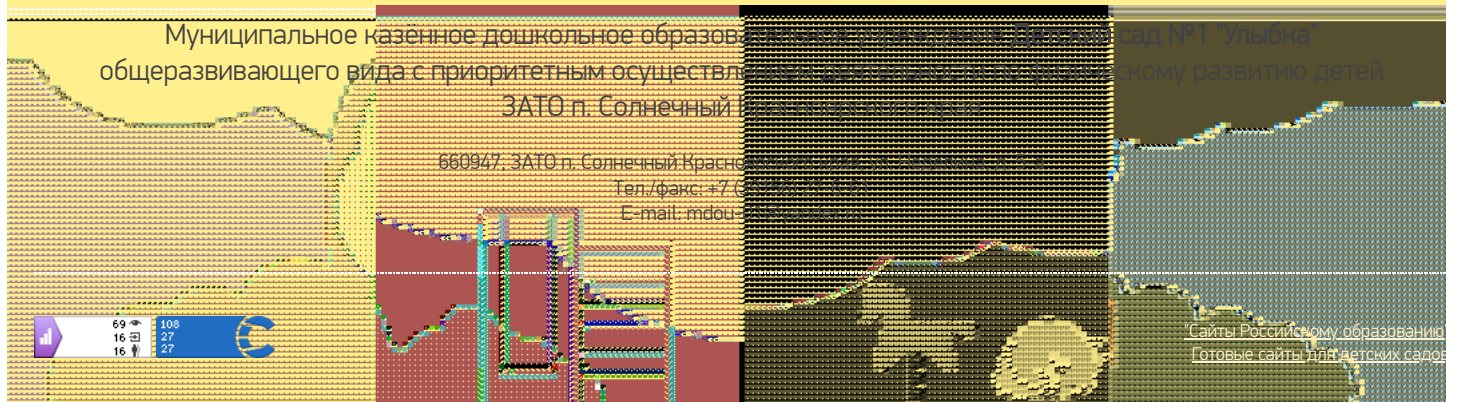 Муниципальное казённое дошкольное образовательное учреждение Детский сад №1 "Улыбка"
общеразвивающего вида с приоритетным осуществлением деятельности по физическому развитию детей
ЗАТО п. Солнечный Красноярского края
660947, ЗАТО п. Солнечный
Тел./факс: +7
E-mail:
69
16
16
108
27
27
"Сайты Российскому образованию"
Готовые сайты для детских садов